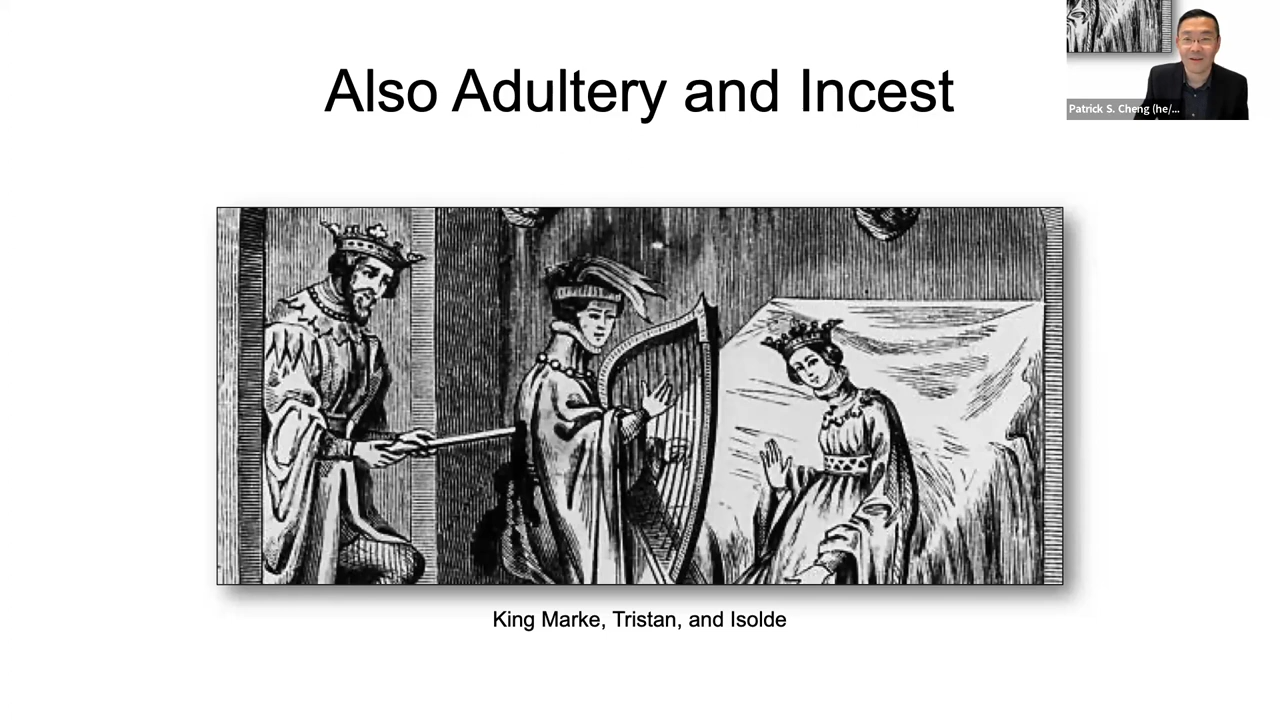 Also Adultery and Incest
Patrick S. Cheng (he/...
King Marke, Tristan, and Isolde